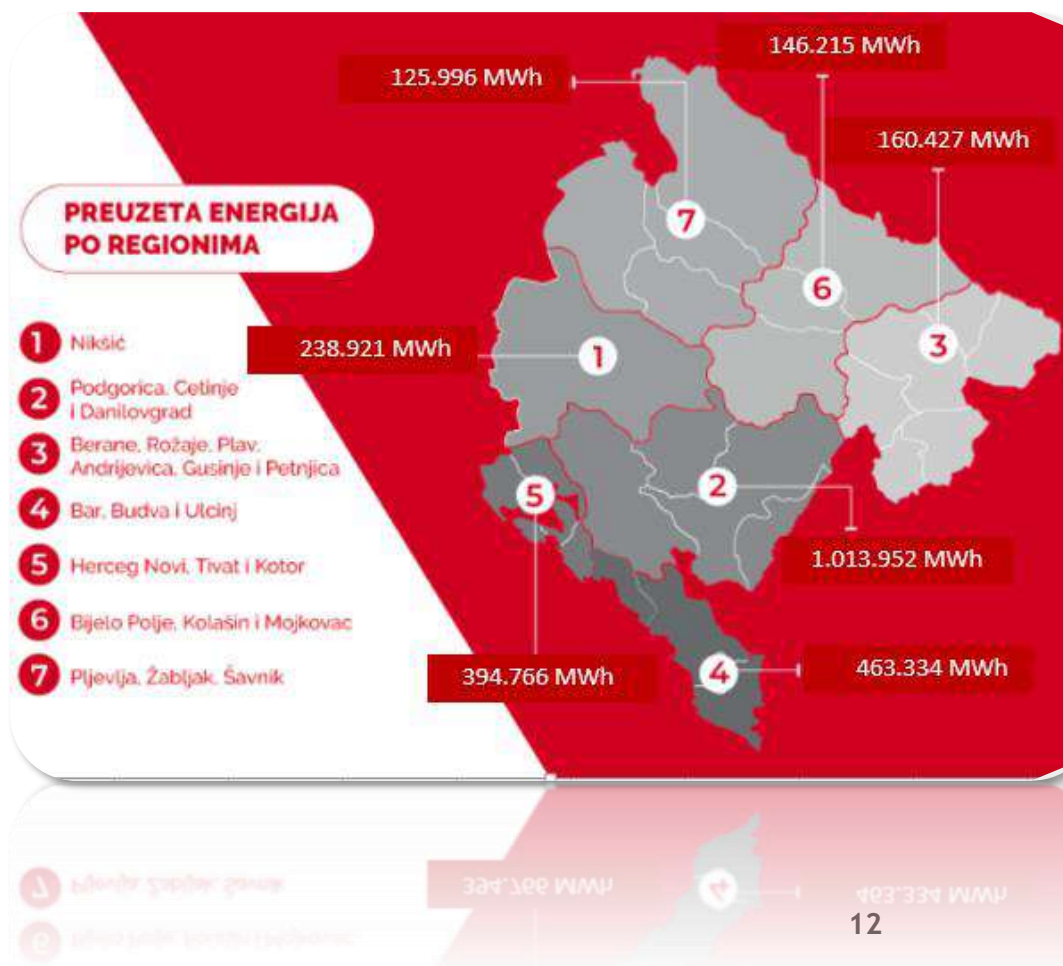 146.215 MWh
125.996 MWh
160.427 MWh
PREUZETA ENERGIJA
PO REGIONIMA
7
6
3
1 Nikšić
238.921 MWh
1
2 Podgorica, Cetinje
i Danilovgrad
3 Berane, Rožaje, Plav,
Andrijevica, Gusinje i Petnjica
4 Bar, Budva i Ulcinj
5
2
5 Herceg Novi, Tivat i Kotor
1.013.952 MWh
6 Bijelo Polje, Kolašin i Mojkovac
7 Pljevlja, Žabljak, Šavnik
394.766 MWh
4
463.334 MWh
12